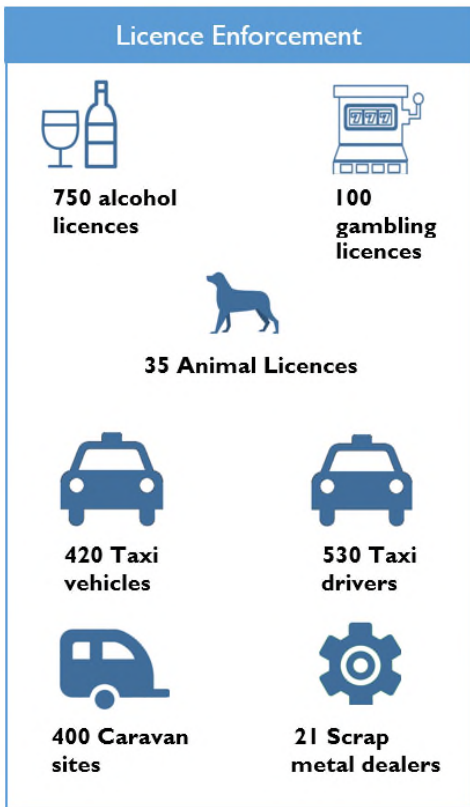 Licence Enforcement
750 alcohol
licences
100
gambling
licences
35 Animal Licences
420 Taxi
vehicles
530 Taxi
drivers
400 Caravan
sites
21 Scrap
metal dealers